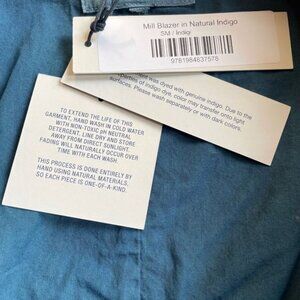 Mill Blazer in Natural Indigo
SM / Indig
9781984837578
was dyed with genuine indigo. Due to the
perties of indigo dye, color may transfer onto light
surfaces. Please wash separately or with dark colors.
TO EXTEND THE LIFE OF THIS
GARMENT, HAND WASH IN COLD WATER
WITH NON-TOXIC pH NEUTRAL
DETERGENT. LINE DRY AND STORE
AWAY FROM DIRECT SUNLIGHT.
FADING WILL NATURALLY OCCUR OVER
TIME WITH EACH WASH.
THIS PROCESS IS DONE ENTIRELY BY
HAND USING NATURAL MATERIALS,
SO EACH PIECE IS ONE-OF-A-KIND.